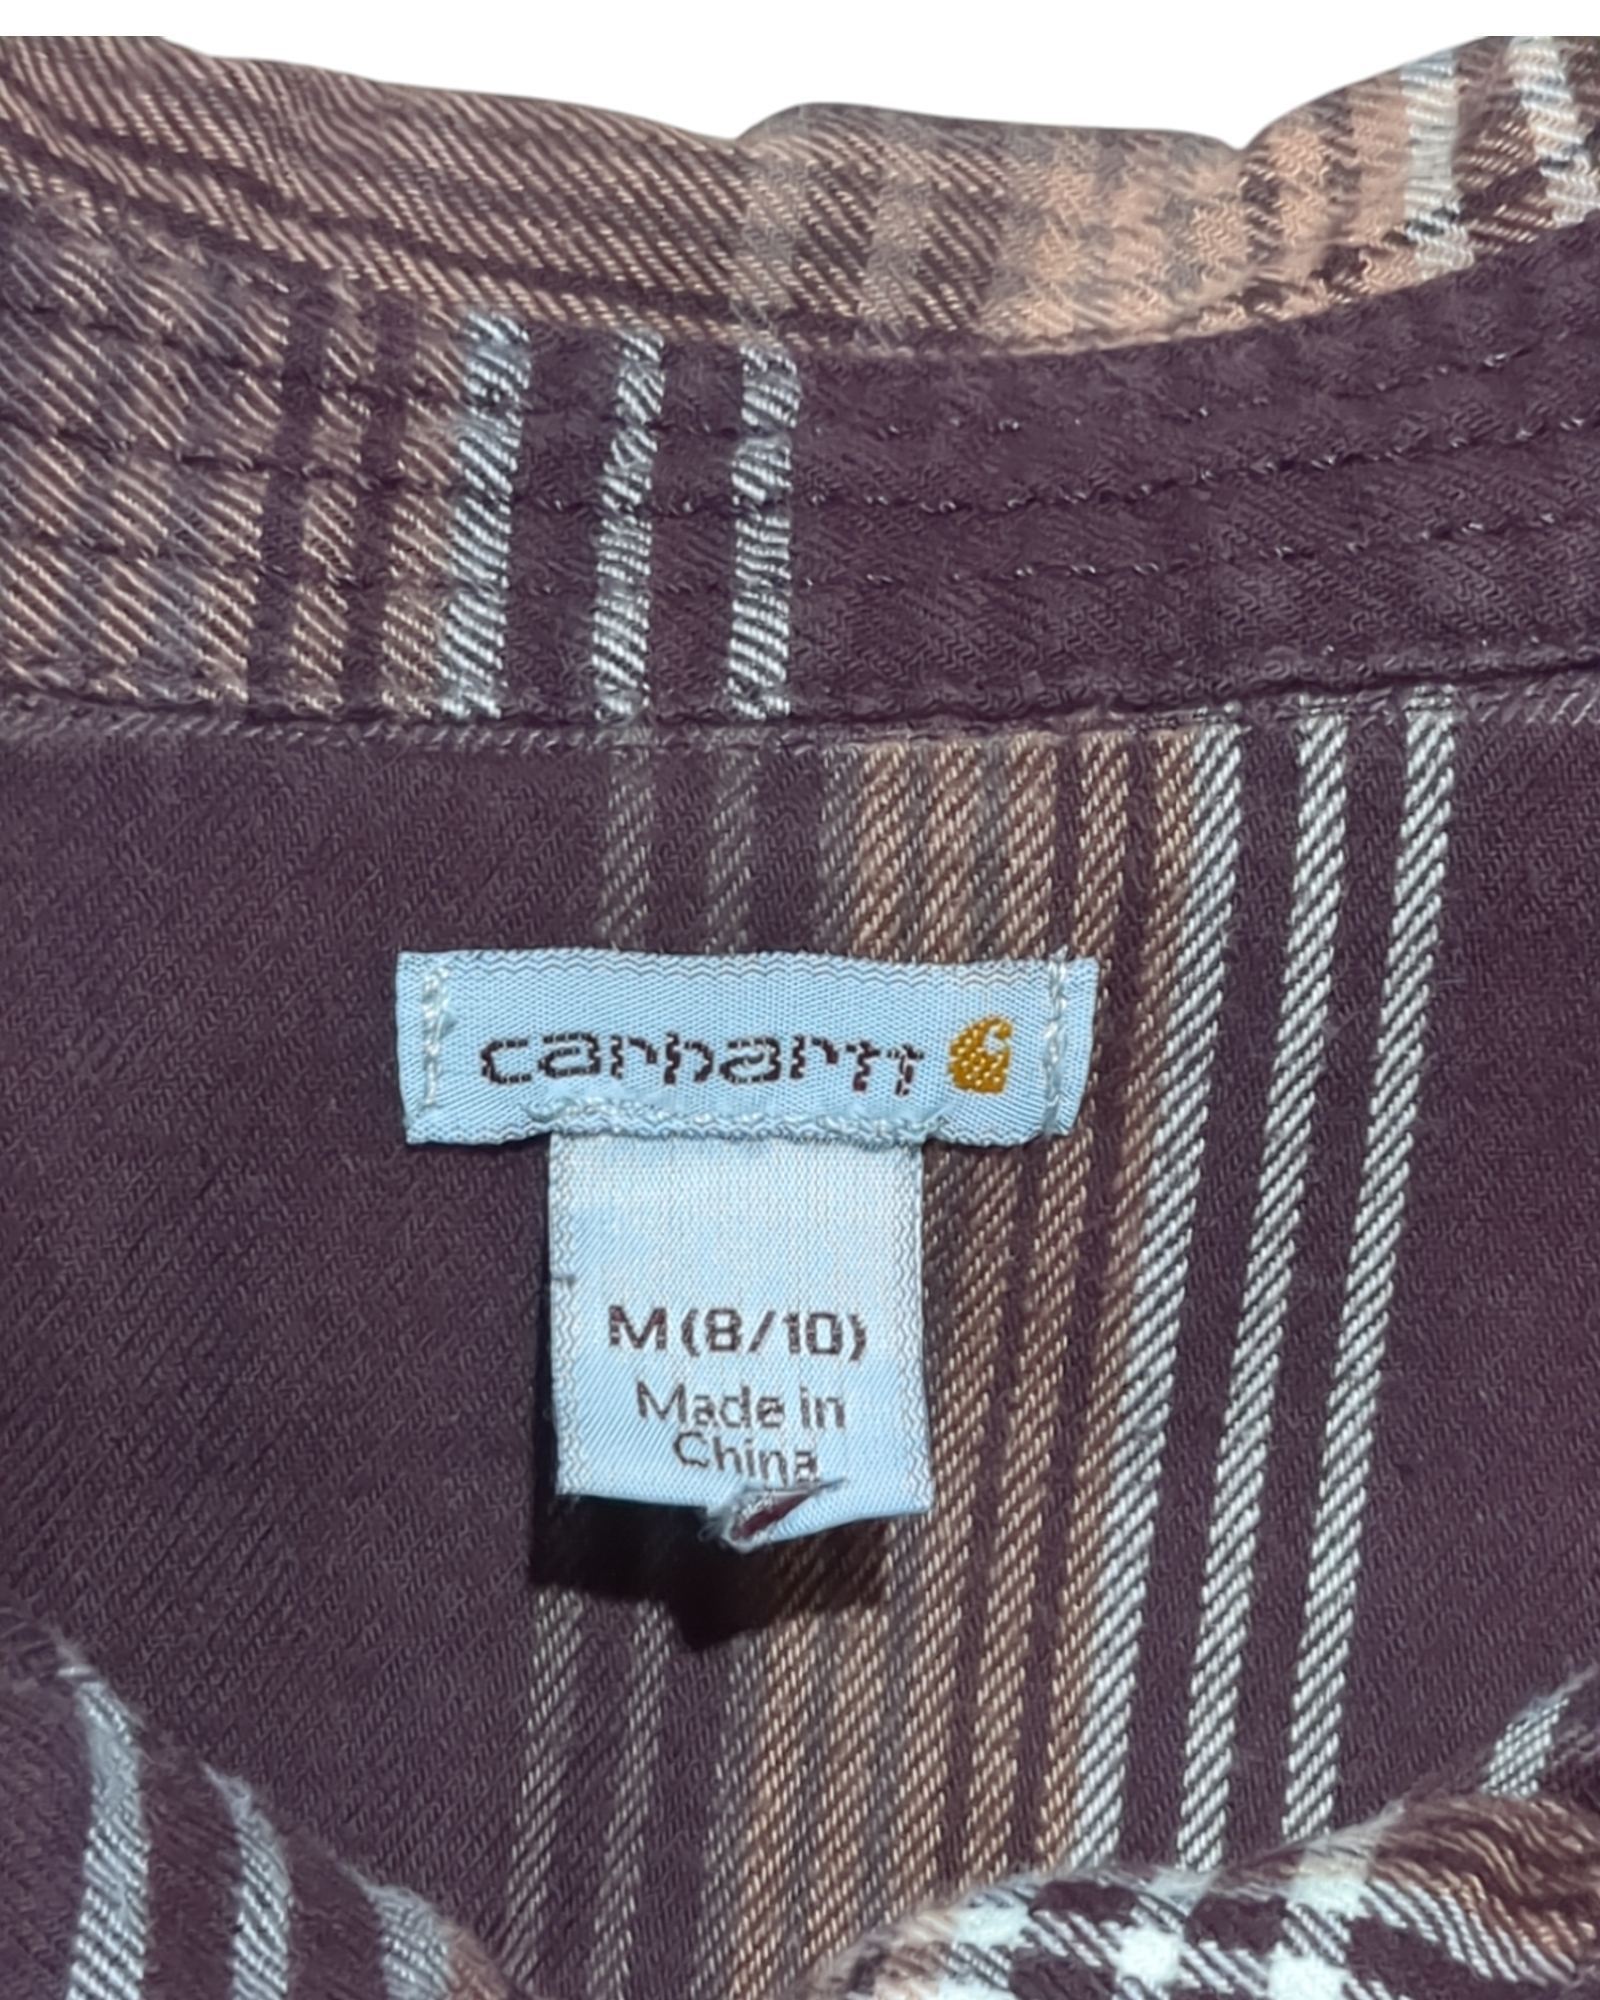 carhartt
M (8/10)
Made in
China